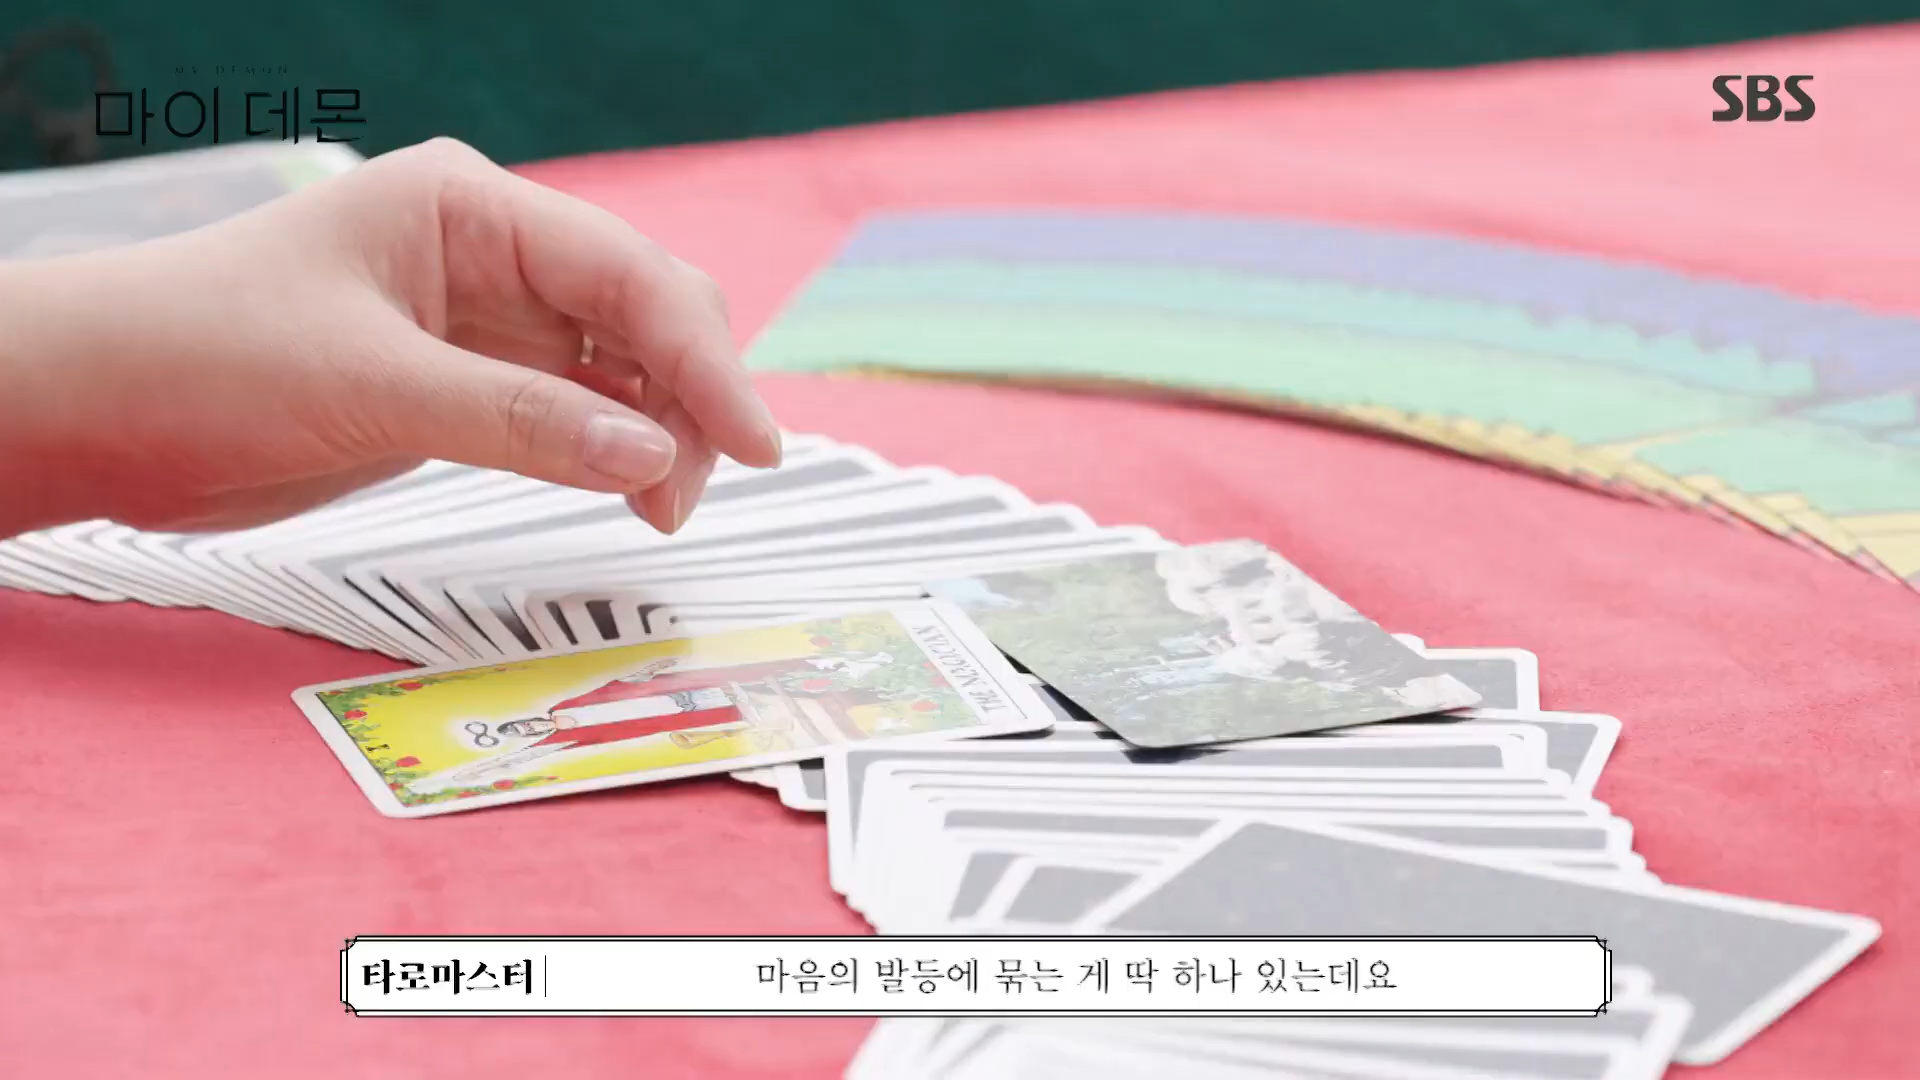 MY DEMON
마이 데몬
SBS
THE MAGICIAN
I
타로마스터
마음의 발등에 묶는 게 딱 하나 있는데요